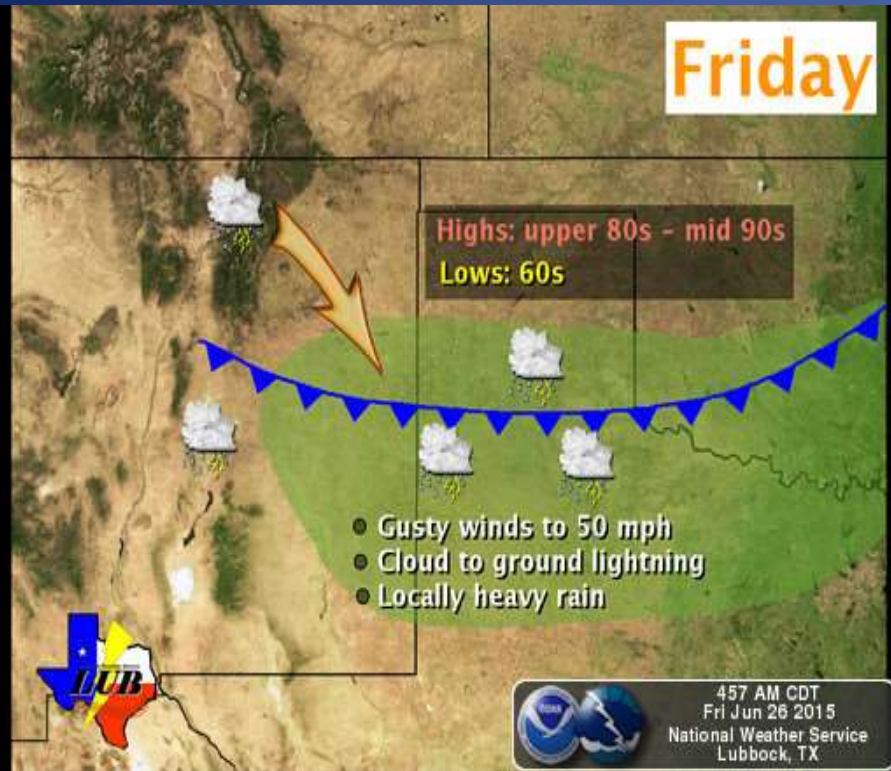 Friday
Highs: upper 80s - mid 90s
Lows: 60s
Gusty winds to 50 mph
Cloud to ground lightning
Locally heavy rain
LUB
NOAA
457 AM CDT
Fri Jun 26 2015
National Weather Service
Lubbock, TX